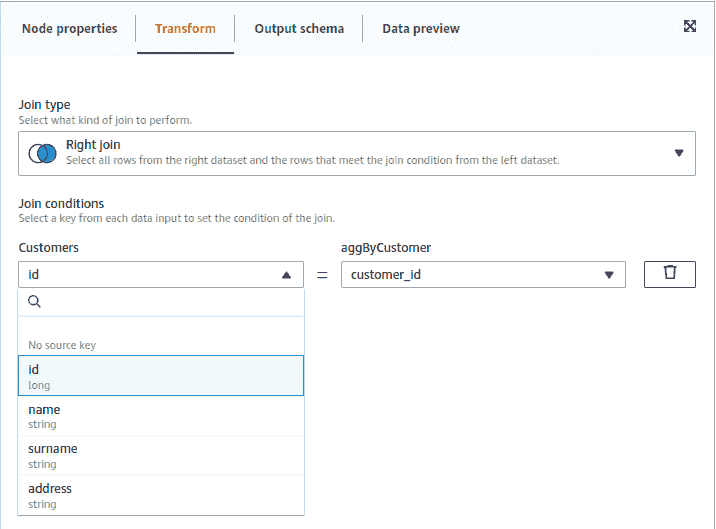 Node properties
Transform
Output schema
Data preview
Join type
Select what kind of join to perform.
Right join
Select all rows from the right dataset and the rows that meet the join condition from the left dataset.
Join conditions
Select a key from each data input to set the condition of the join.
Customers
aggByCustomer
id
=
customer_id
No source key
id
long
name
string
surname
string
address
string